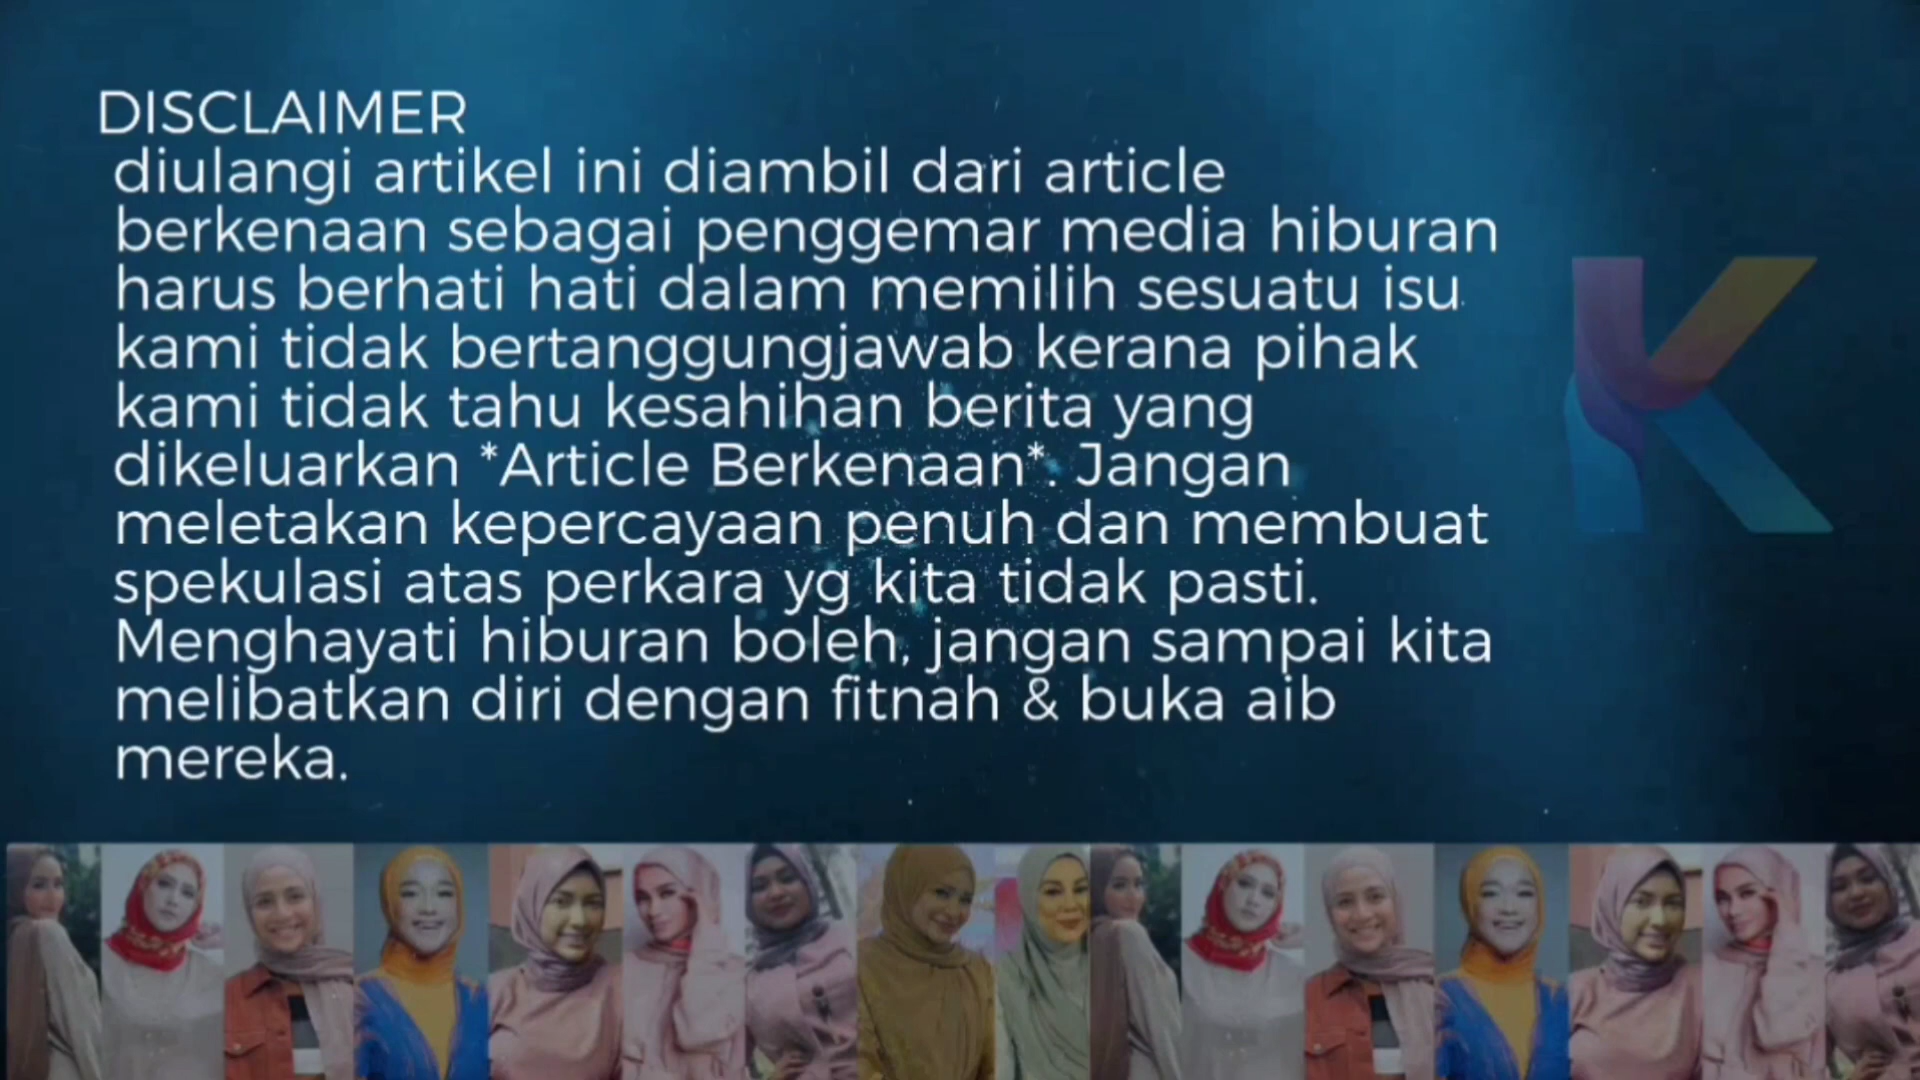 DISCLAIMER
diulangi artikel ini diambil dari article
berkenaan sebagai penggemar media hiburan
harus berhati hati dalam memilih sesuatu isu
kami tidak bertanggungjawab kerana pihak
kami tidak tahu kesahihan berita yang
dikeluarkan *Article Berkenaan*. Jangan
meletakan kepercayaan penuh dan membuat
spekulasi atas perkara yg kita tidak pasti.
Menghayati hiburan boleh, jangan sampai kita
melibatkan diri dengan fitnah & buka aib
mereka.
K